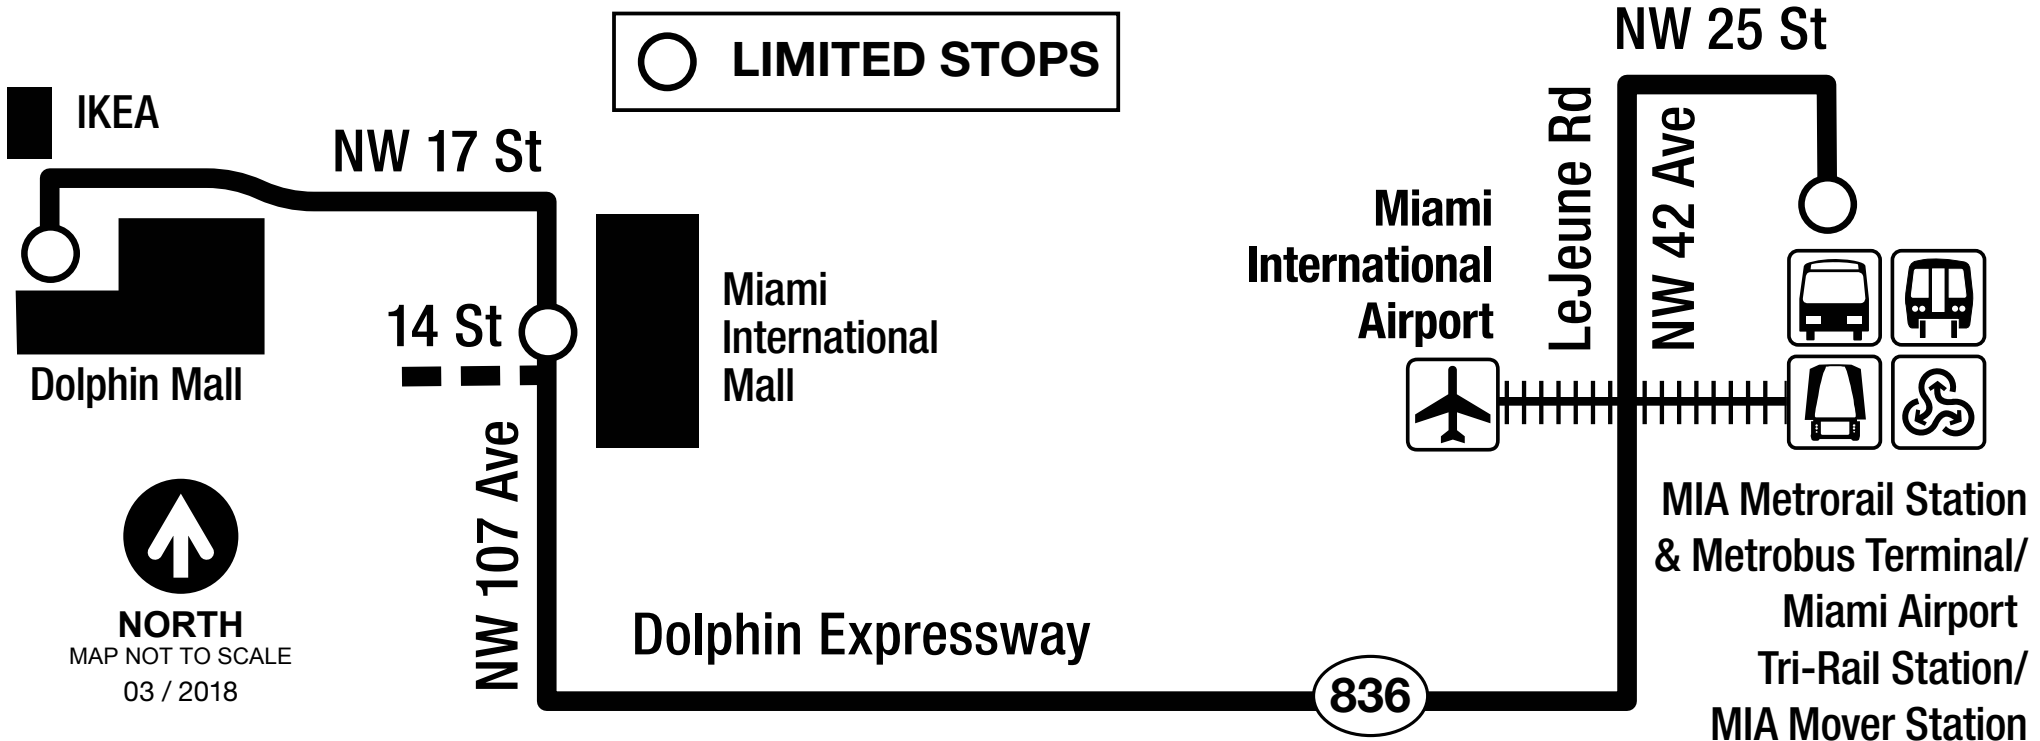 LIMITED STOPS
NW 25 St
IKEA
NW 17 St
LeJeune Rd
NW 42 Ave
Miami
International
Airport
14 St
Miami
International
Mall
Dolphin Mall
NW 107 Ave
MIA Metrorail Station
& Metrobus Terminal/
Miami Airport
Tri-Rail Station/
MIA Mover Station
Dolphin Expressway
836
NORTH
MAP NOT TO SCALE
03 / 2018